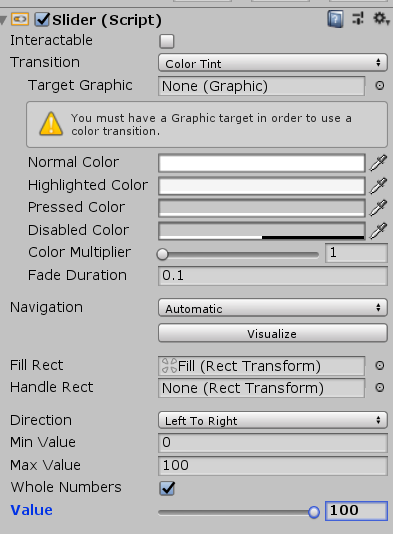 Slider (Script)
Interactable
Transition Color Tint
Target Graphic None (Graphic)
You must have a Graphic target in order to use a
color transition.
Normal Color
Highlighted Color
Pressed Color
Disabled Color
Color Multiplier 1
Fade Duration 0.1
Navigation Automatic
Visualize
Fill Rect Fill (Rect Transform)
Handle Rect None (Rect Transform)
Direction Left To Right
Min Value 0
Max Value 100
Whole Numbers
Value 100